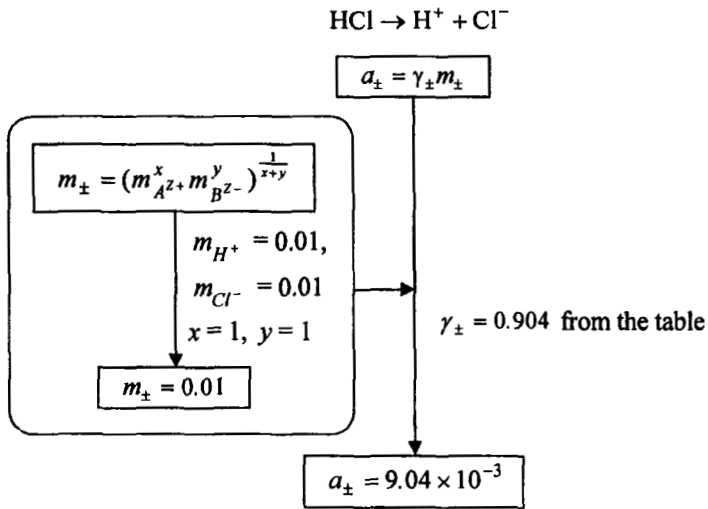 HCl → H⁺ + Cl⁻
a± = γ±m±
m± = (m^x_{A^{Z+}} m^y_{B^{Z−}})^{1/(x+y)}
m_{H⁺} = 0.01,
m_{Cl⁻} = 0.01
x = 1, y = 1
γ± = 0.904 from the table
m± = 0.01
a± = 9.04 × 10⁻³